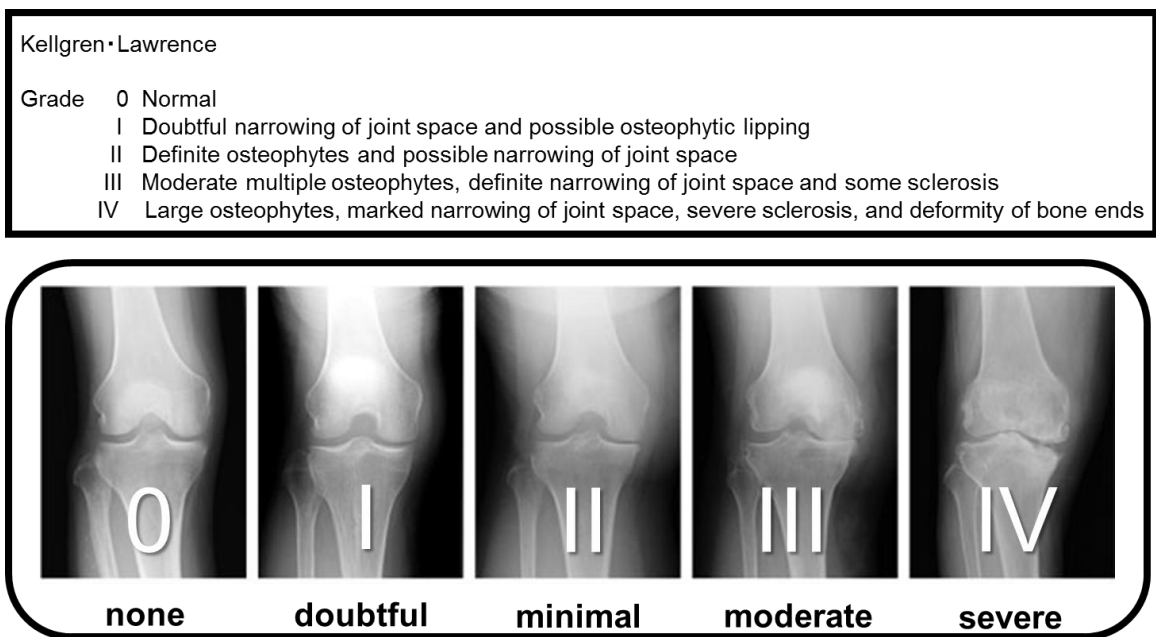 Kellgren・Lawrence
Grade 0 Normal
I Doubtful narrowing of joint space and possible osteophytic lipping
II Definite osteophytes and possible narrowing of joint space
III Moderate multiple osteophytes, definite narrowing of joint space and some sclerosis
IV Large osteophytes, marked narrowing of joint space, severe sclerosis, and deformity of bone ends
0 I II III IV
none doubtful minimal moderate severe